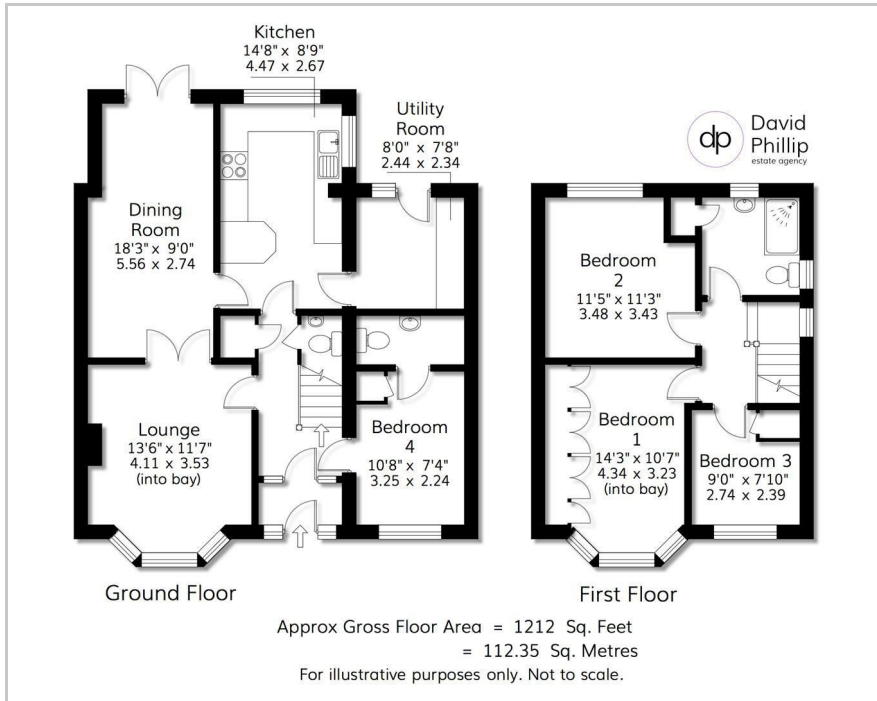 Kitchen
14'8" x 8'9"
4.47 x 2.67
Utility
Room
8'0" x 7'8"
2.44 x 2.34
dp
David
Phillip
estate agency
Dining
Room
18'3" x 9'0"
5.56 x 2.74
Bedroom
2
11'5" x 11'3"
3.48 x 3.43
Lounge
13'6" x 11'7"
4.11 x 3.53
(into bay)
Bedroom
4
10'8" x 7'4"
3.25 x 2.24
Bedroom
1
14'3" x 10'7"
4.34 x 3.23
(into bay)
Bedroom 3
9'0" x 7'10"
2.74 x 2.39
Ground Floor
First Floor
Approx Gross Floor Area = 1212 Sq. Feet
= 112.35 Sq. Metres
For illustrative purposes only. Not to scale.